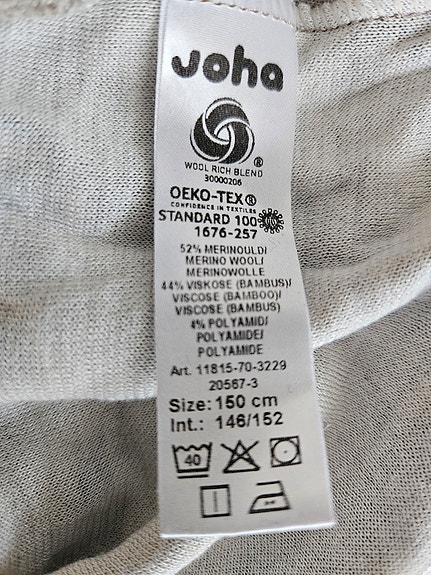 Joha
WOOL RICH BLEND
30000206
OEKO-TEX®
CONFIDENCE IN TEXTILES
STANDARD 100
1676-257
52% MERINOULD/
MERINO WOOL/
MERINOWOLLE
44% VISKOSE (BAMBUS)/
VISCOSE (BAMBOO)/
VISCOSE (BAMBUS)
4% POLYAMID/
POLYAMIDE/
POLYAMIDE
Art. 11815-70-3229
20567-3
Size: 150 cm
Int.: 146/152
40